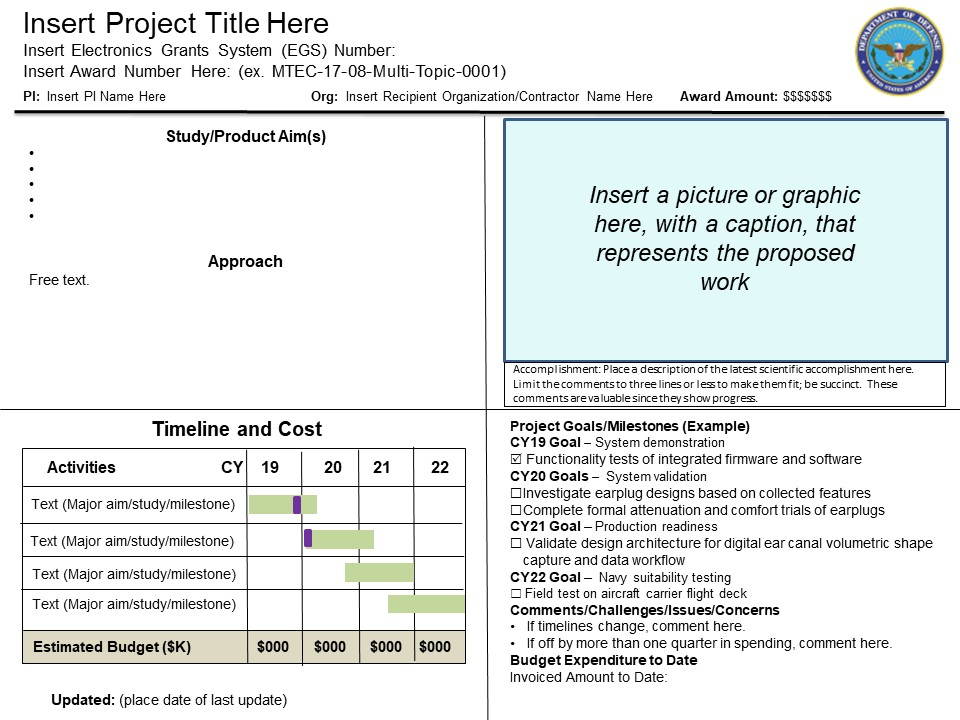 Insert Project Title Here
Insert Electronics Grants System (EGS) Number:
Insert Award Number Here: (ex. MTEC-17-08-Multi-Topic-0001)
PI: Insert PI Name Here Org: Insert Recipient Organization/Contractor Name Here Award Amount: $$$$$$$
DEPARTMENT OF DEFENSE
UNITED STATES OF AMERICA
Study/Product Aim(s)
•
•
•
•
•
Approach
Free text.
Insert a picture or graphic
here, with a caption, that
represents the proposed
work
Accomplishment: Place a description of the latest scientific accomplishment here.
Limit the comments to three lines or less to make them fit; be succinct. These
comments are valuable since they show progress.
Timeline and Cost
Activities CY 19 20 21 22
Text (Major aim/study/milestone)
Text (Major aim/study/milestone)
Text (Major aim/study/milestone)
Text (Major aim/study/milestone)
Estimated Budget ($K) $000 $000 $000 $000
Updated: (place date of last update)
Project Goals/Milestones (Example)
CY19 Goal – System demonstration
☑ Functionality tests of integrated firmware and software
CY20 Goals – System validation
☐Investigate earplug designs based on collected features
☐Complete formal attenuation and comfort trials of earplugs
CY21 Goal – Production readiness
☐ Validate design architecture for digital ear canal volumetric shape
capture and data workflow
CY22 Goal – Navy suitability testing
☐ Field test on aircraft carrier flight deck
Comments/Challenges/Issues/Concerns
• If timelines change, comment here.
• If off by more than one quarter in spending, comment here.
Budget Expenditure to Date
Invoiced Amount to Date: